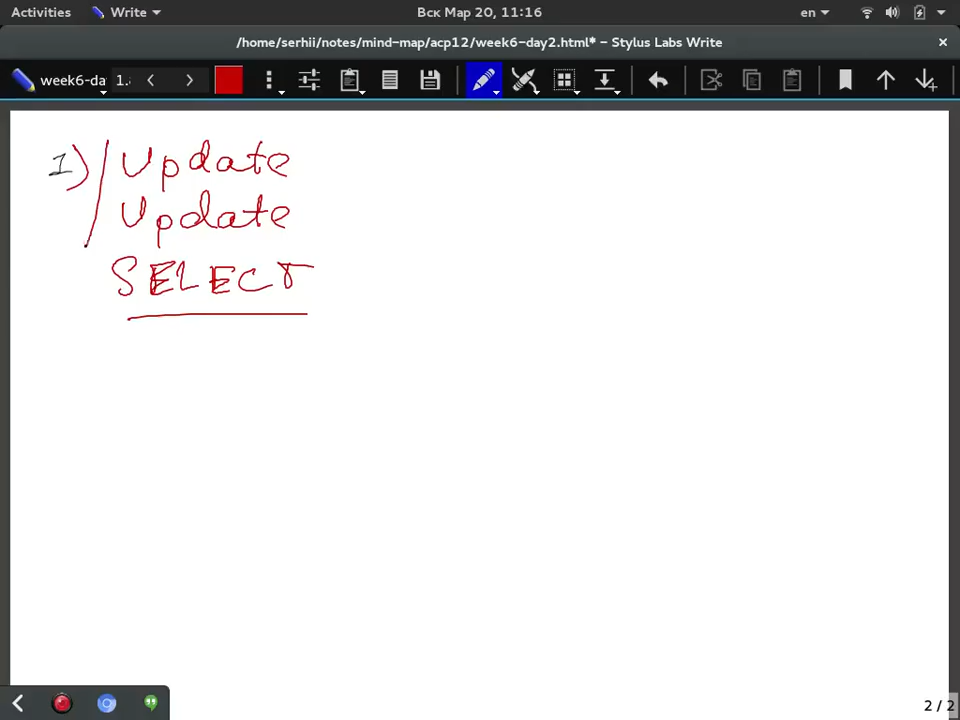 Activities Write Вск Мар 20, 11:16 en
/home/serhii/notes/mind-map/acp12/week6-day2.html* – Stylus Labs Write
week6-da 1.
1) Update
Update
SELECT
2 / 2